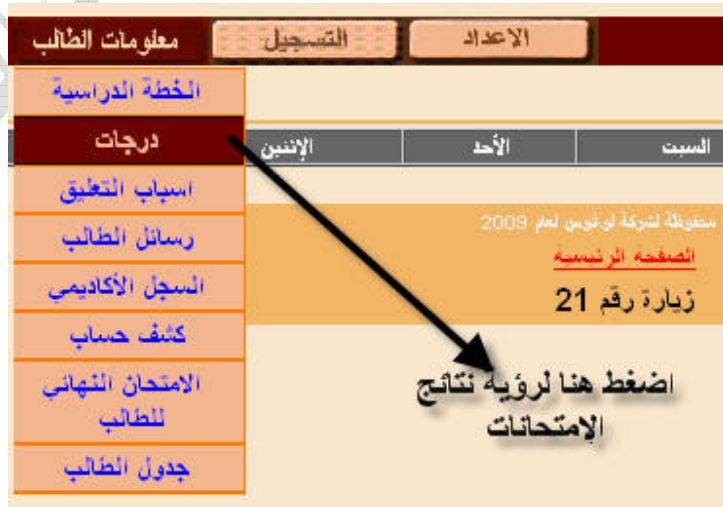 الاعداد
التسجيل
معلومات الطالب
الخطة الدراسية
درجات
اسباب التعليق
رسائل الطالب
السجل الأكاديمي
كشف حساب
الامتحان النهائي
للطالب
جدول الطالب
السبت
الأحد
الإثنين
محفوظة لشركة لوغوس لعام 2009
الصفحة الرئيسية
زيارة رقم 21
اضغط هنا لرؤيه نتائج
الإمتحانات